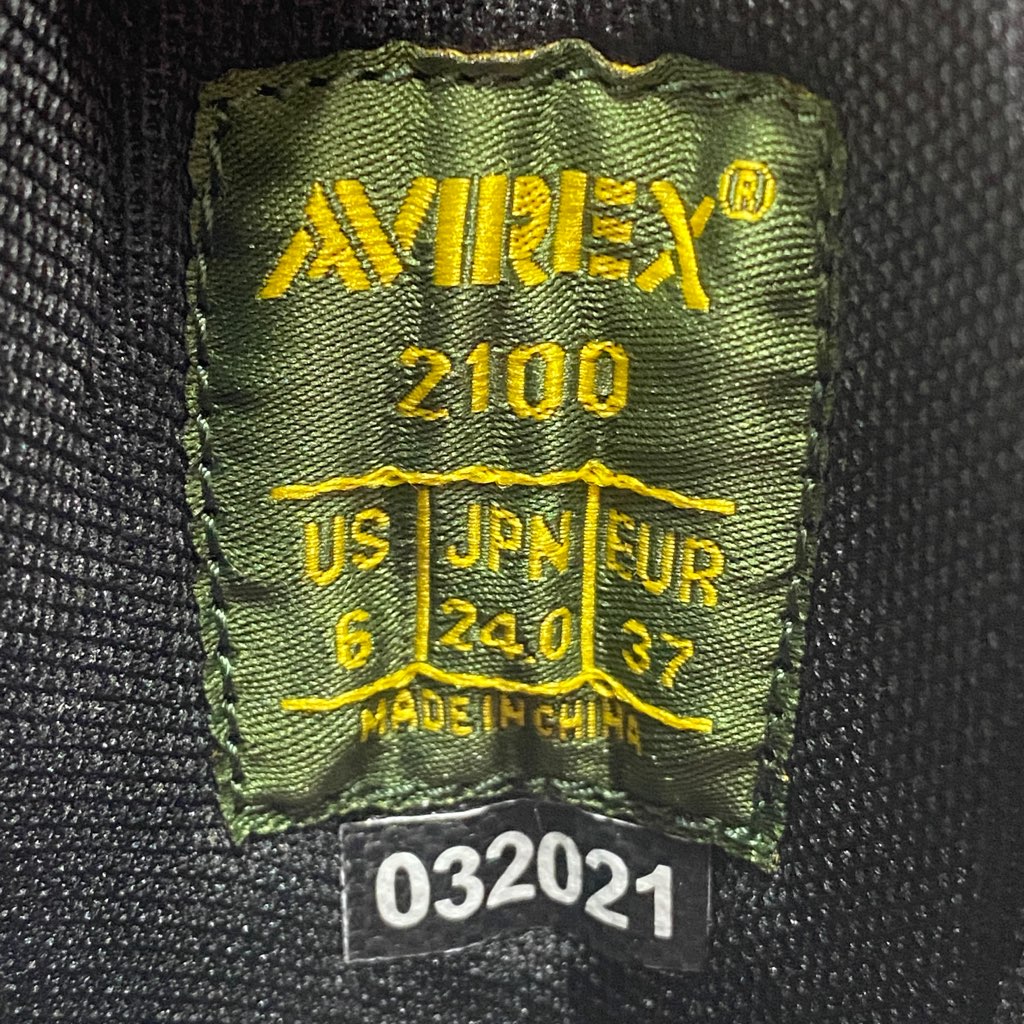 AVIREX®
2100
US JPN EUR
6 24.0 37
MADE IN CHINA
032021